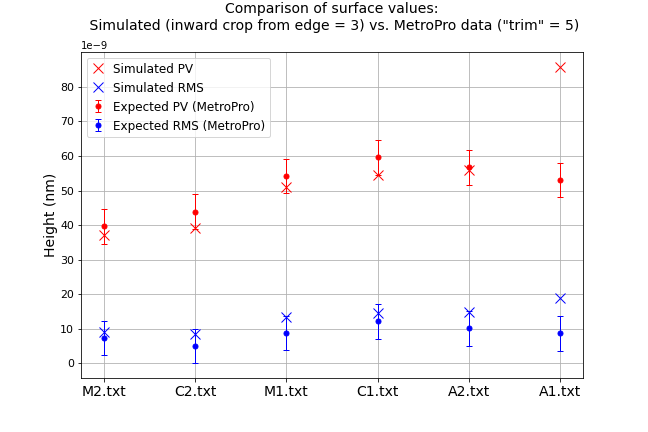 Comparison of surface values:
Simulated (inward crop from edge = 3) vs. MetroPro data ("trim" = 5)
1e−9
Simulated PV
Simulated RMS
Expected PV (MetroPro)
Expected RMS (MetroPro)
80
70
60
50
40
30
20
10
0
Height (nm)
M2.txt C2.txt M1.txt C1.txt A2.txt A1.txt